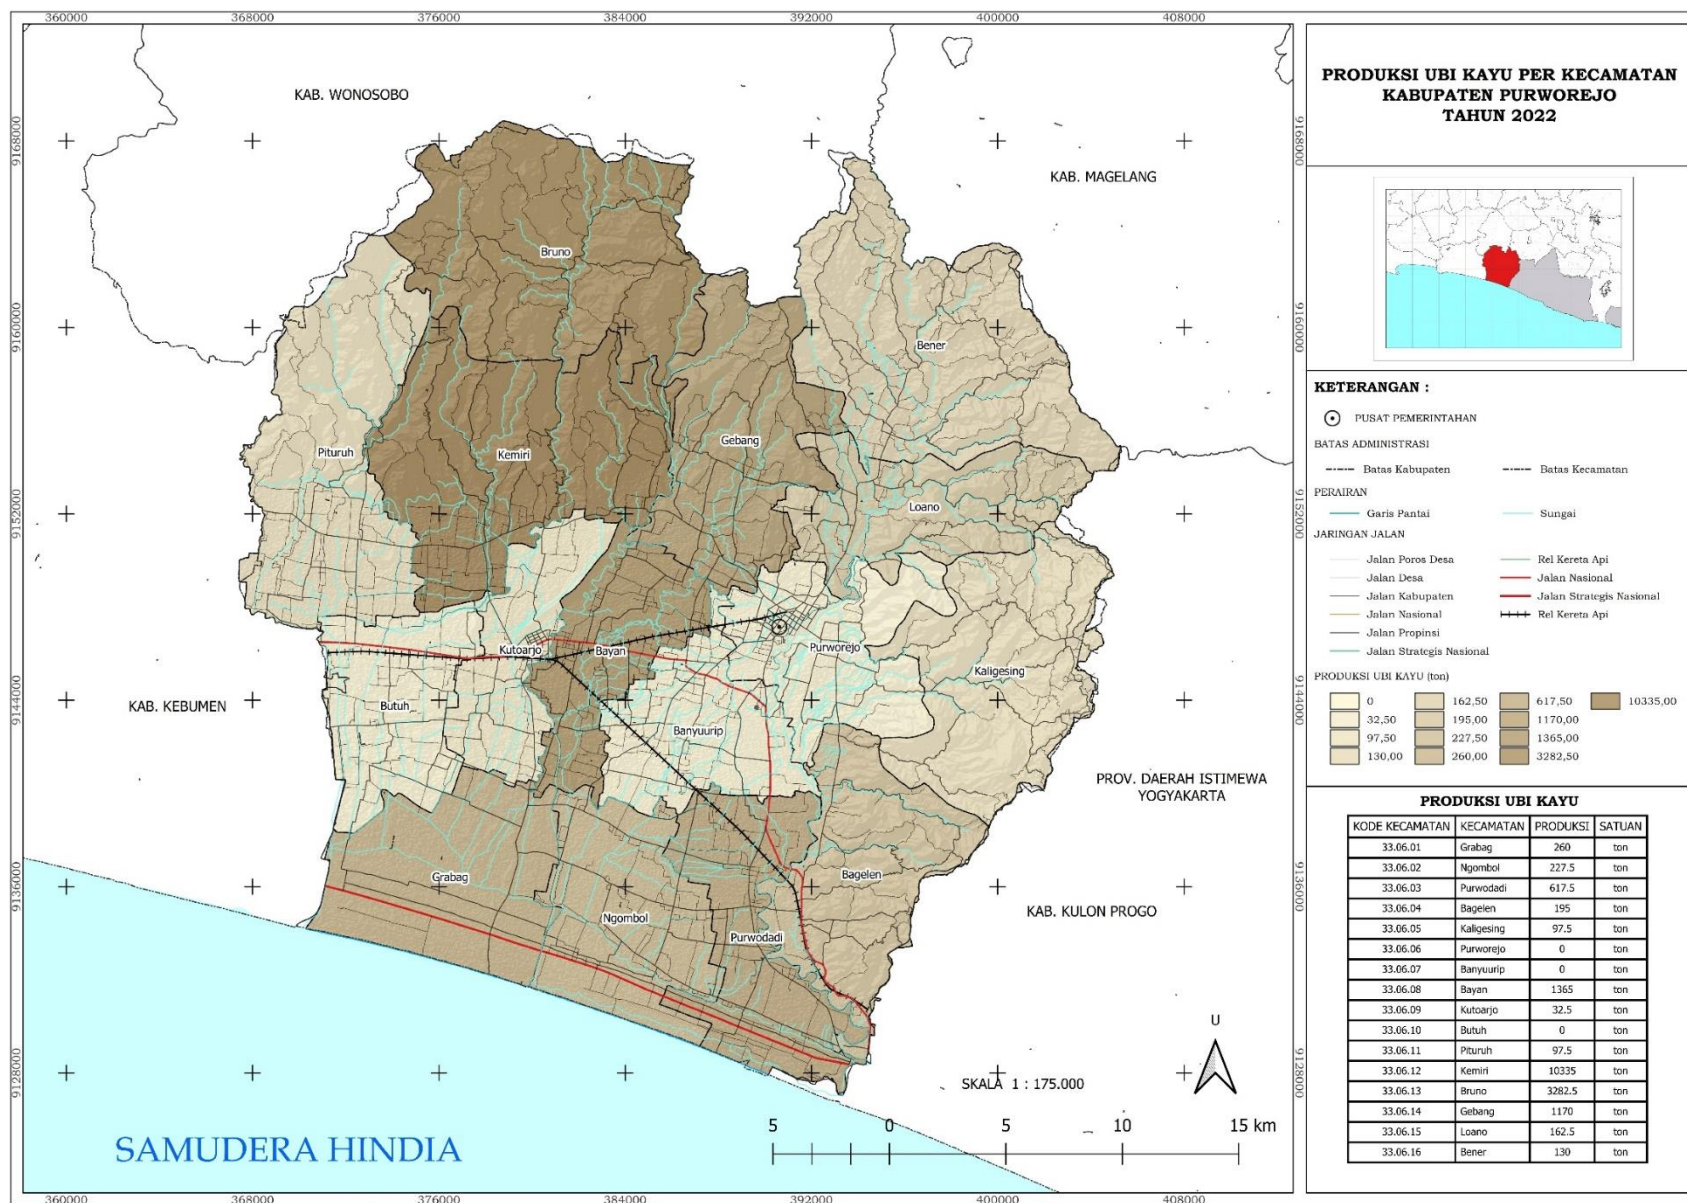 360000 368000 376000 384000 392000 400000 408000
9168000 9168000
9160000 9160000
9152000 9152000
9144000 9144000
9136000 9136000
9128000 9128000
KAB. WONOSOBO
KAB. MAGELANG
Bruno
Bener
Gebang
Pituruh
Kemiri
Loano
Kutoarjo
Bayan
Purworejo
Kaligesing
KAB. KEBUMEN
Butuh
Banyuurip
PROV. DAERAH ISTIMEWA
YOGYAKARTA
Grabag
Bagelen
Ngombol
KAB. KULON PROGO
Purwodadi
U
SKALA 1 : 175.000
5 0 5 10 15 km
SAMUDERA HINDIA
360000 368000 376000 384000 392000 400000 408000
PRODUKSI UBI KAYU PER KECAMATAN
KABUPATEN PURWOREJO
TAHUN 2022
KETERANGAN :
PUSAT PEMERINTAHAN
BATAS ADMINISTRASI
Batas Kabupaten Batas Kecamatan
PERAIRAN
Garis Pantai Sungai
JARINGAN JALAN
Jalan Poros Desa Rel Kereta Api
Jalan Desa Jalan Nasional
Jalan Kabupaten Jalan Strategis Nasional
Jalan Nasional Rel Kereta Api
Jalan Propinsi
Jalan Strategis Nasional
PRODUKSI UBI KAYU (ton)
0 162,50 617,50 10335,00
32,50 195,00 1170,00
97,50 227,50 1365,00
130,00 260,00 3282,50
PRODUKSI UBI KAYU
KODE KECAMATAN KECAMATAN PRODUKSI SATUAN
33.06.01 Grabag 260 ton
33.06.02 Ngombol 227.5 ton
33.06.03 Purwodadi 617.5 ton
33.06.04 Bagelen 195 ton
33.06.05 Kaligesing 97.5 ton
33.06.06 Purworejo 0 ton
33.06.07 Banyuurip 0 ton
33.06.08 Bayan 1365 ton
33.06.09 Kutoarjo 32.5 ton
33.06.10 Butuh 0 ton
33.06.11 Pituruh 97.5 ton
33.06.12 Kemiri 10335 ton
33.06.13 Bruno 3282.5 ton
33.06.14 Gebang 1170 ton
33.06.15 Loano 162.5 ton
33.06.16 Bener 130 ton